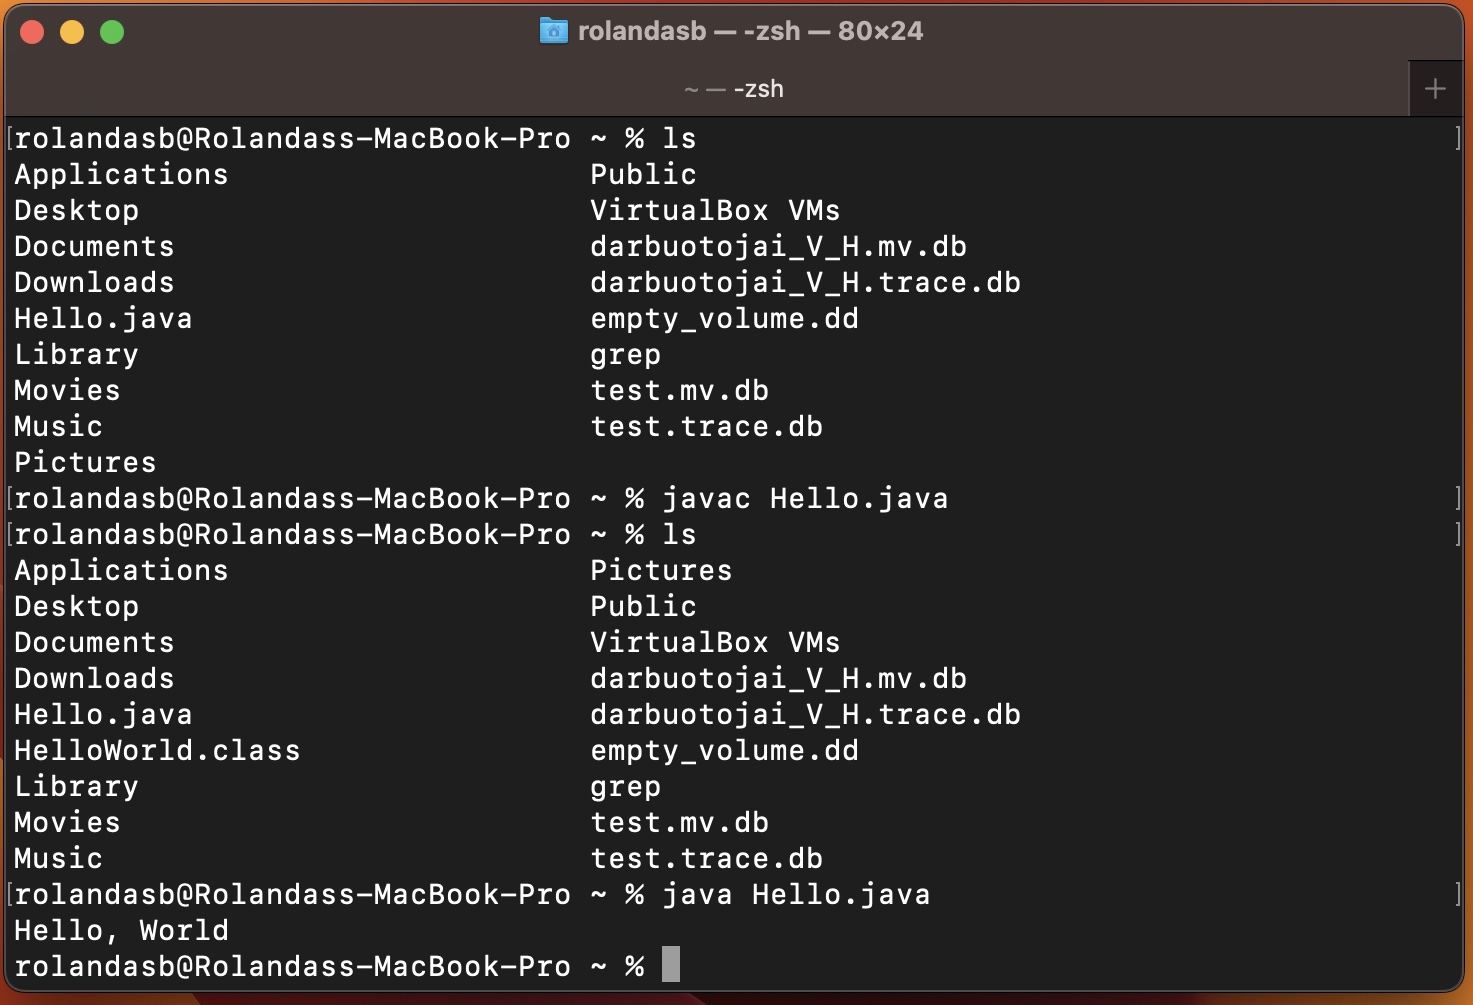 rolandasb — -zsh — 80×24
~ — -zsh
+
[rolandasb@Rolandass-MacBook-Pro ~ % ls ]
Applications Public
Desktop VirtualBox VMs
Documents darbuotojai_V_H.mv.db
Downloads darbuotojai_V_H.trace.db
Hello.java empty_volume.dd
Library grep
Movies test.mv.db
Music test.trace.db
Pictures
[rolandasb@Rolandass-MacBook-Pro ~ % javac Hello.java ]
[rolandasb@Rolandass-MacBook-Pro ~ % ls ]
Applications Pictures
Desktop Public
Documents VirtualBox VMs
Downloads darbuotojai_V_H.mv.db
Hello.java darbuotojai_V_H.trace.db
HelloWorld.class empty_volume.dd
Library grep
Movies test.mv.db
Music test.trace.db
[rolandasb@Rolandass-MacBook-Pro ~ % java Hello.java ]
Hello, World
rolandasb@Rolandass-MacBook-Pro ~ %